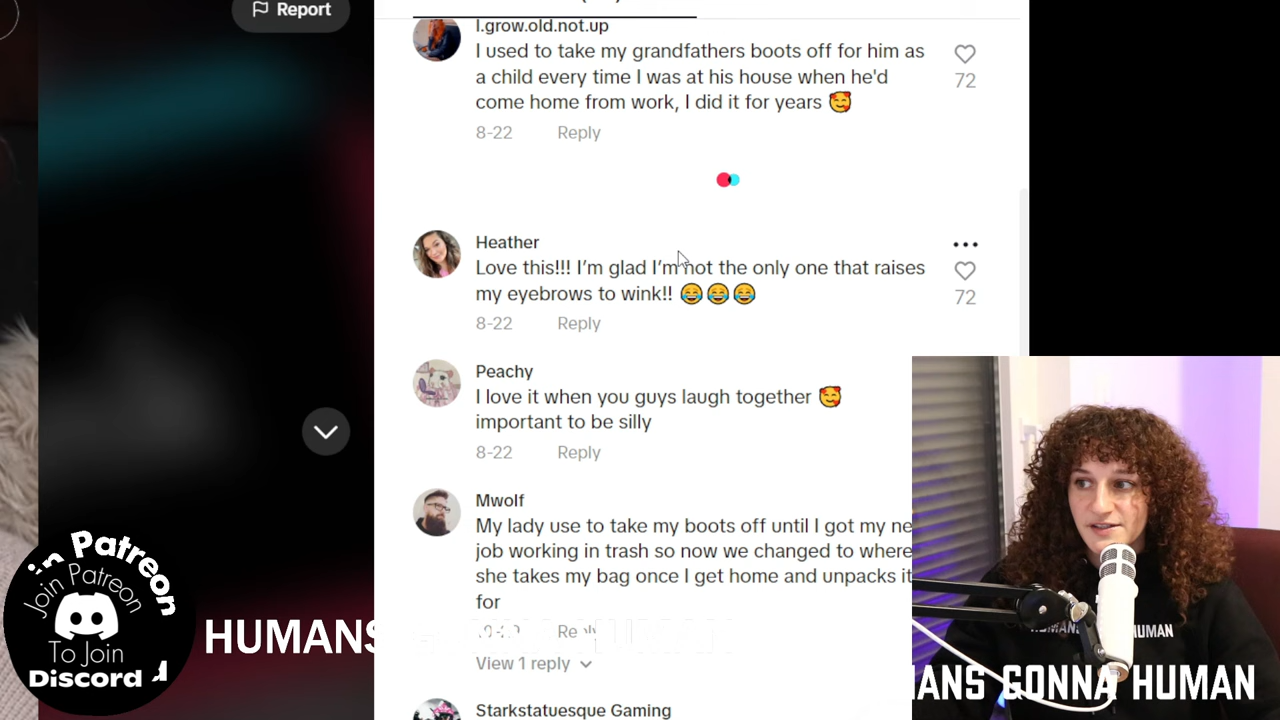 Report
I.grow.old.not.up
I used to take my grandfathers boots off for him as
a child every time I was at his house when he'd
come home from work, I did it for years 🥰
72
8-22 Reply
Heather
Love this!!! I'm glad I'm not the only one that raises
my eyebrows to wink!! 😂😂😂
72
8-22 Reply
Peachy
I love it when you guys laugh together 🥰
important to be silly
8-22 Reply
Mwolf
My lady use to take my boots off until I got my ne
job working in trash so now we changed to where
she takes my bag once I get home and unpacks it
for
Reply
View 1 reply
Starkstatuesque Gaming
in Patreon
Join Patreon
To Join
Discord
HUMANS
HUMANS
HUMAN
ANS GONNA HUMAN